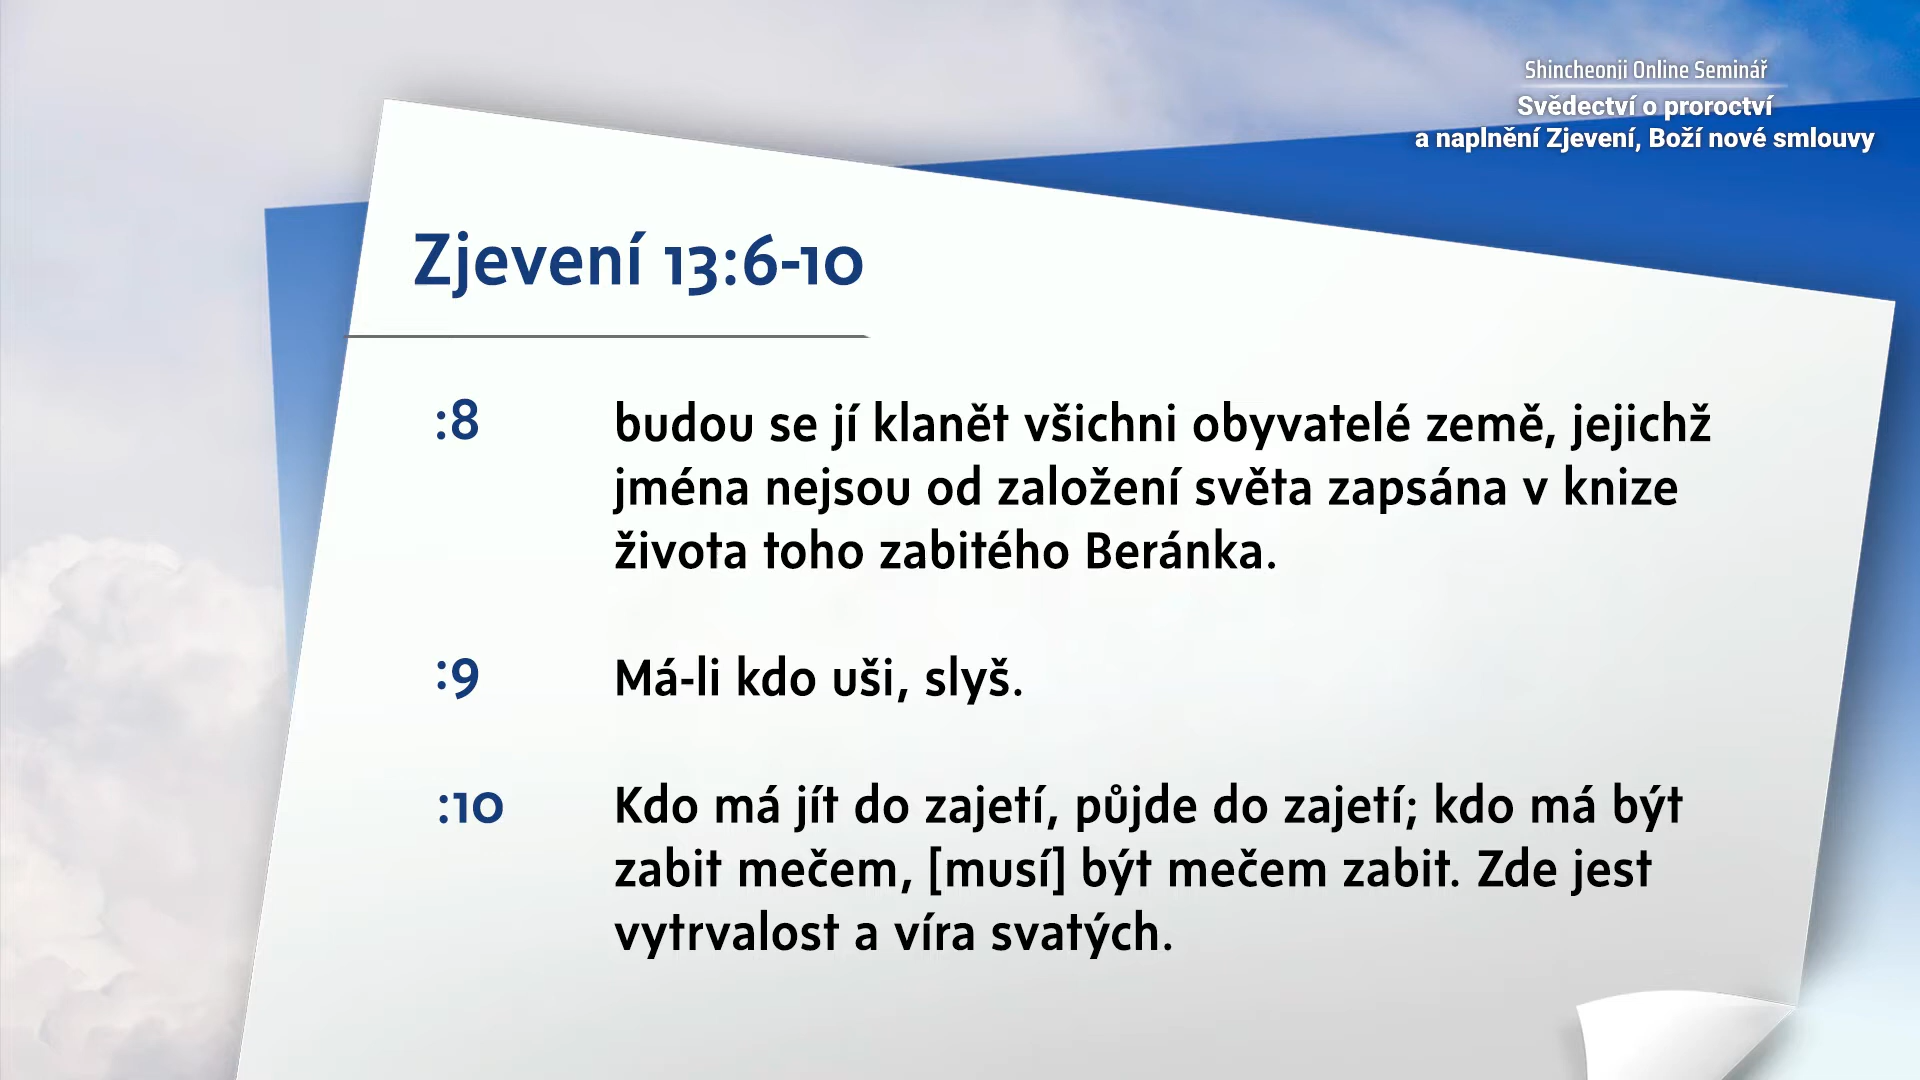 Shincheonji Online Seminář
Svědectví o proroctví
a naplnění Zjevení, Boží nové smlouvy
Zjevení 13:6-10
:8 budou se jí klanět všichni obyvatelé země, jejichž
jména nejsou od založení světa zapsána v knize
života toho zabitého Beránka.
:9 Má-li kdo uši, slyš.
:10 Kdo má jít do zajetí, půjde do zajetí; kdo má být
zabit mečem, [musí] být mečem zabit. Zde jest
vytrvalost a víra svatých.